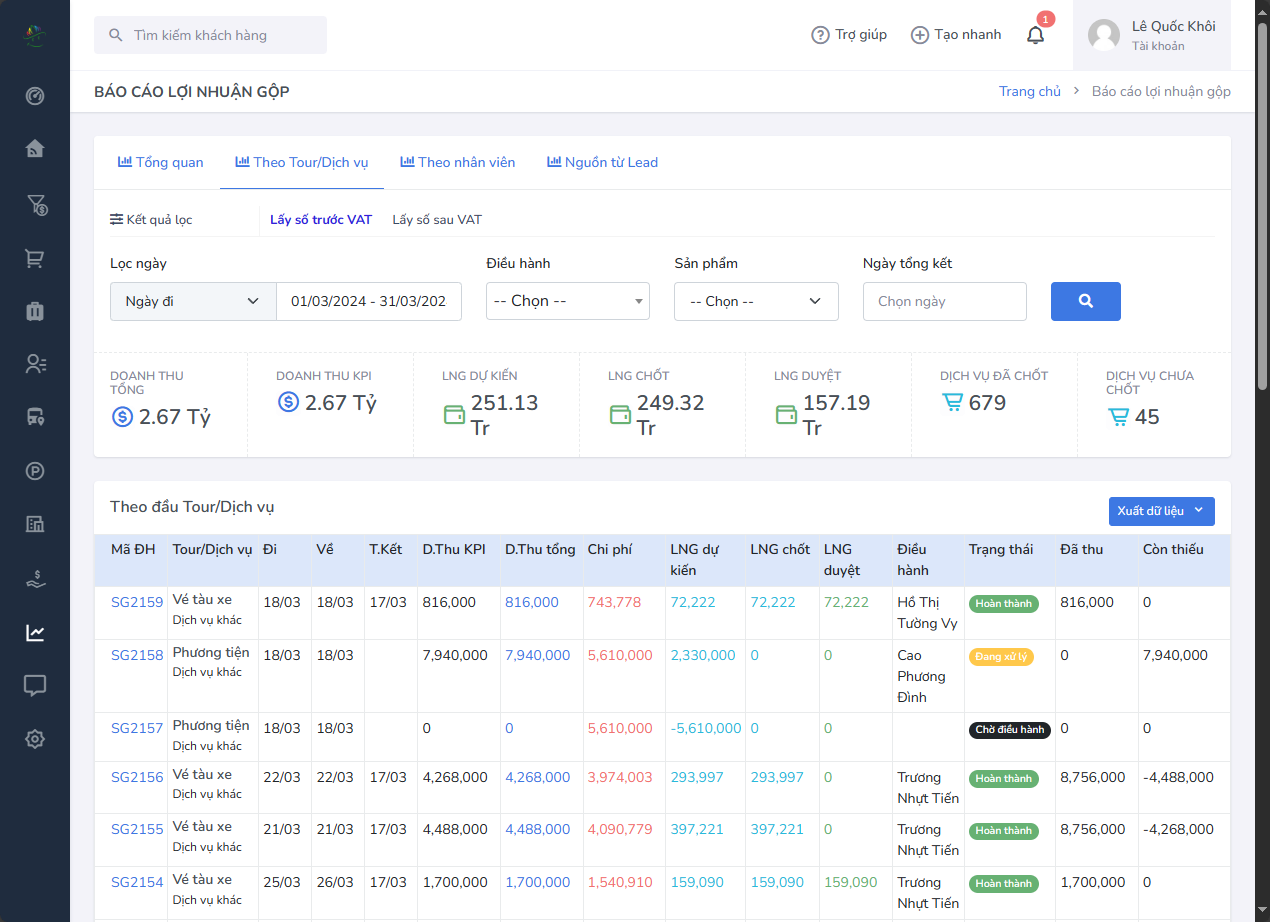 Tìm kiếm khách hàng
Trợ giúp
Tạo nhanh
1
Lê Quốc Khôi
Tài khoản
BÁO CÁO LỢI NHUẬN GỘP
Trang chủ > Báo cáo lợi nhuận gộp
Tổng quan Theo Tour/Dịch vụ Theo nhân viên Nguồn từ Lead
Kết quả lọc Lấy số trước VAT Lấy số sau VAT
Lọc ngày Điều hành Sản phẩm Ngày tổng kết
Ngày đi 01/03/2024 - 31/03/202 -- Chọn -- -- Chọn -- Chọn ngày
DOANH THU TỔNG
2.67 Tỷ
DOANH THU KPI
2.67 Tỷ
LNG DỰ KIẾN
251.13 Tr
LNG CHỐT
249.32 Tr
LNG DUYỆT
157.19 Tr
DỊCH VỤ ĐÃ CHỐT
679
DỊCH VỤ CHƯA CHỐT
45
Theo đầu Tour/Dịch vụ
Xuất dữ liệu
Mã ĐH Tour/Dịch vụ Đi Về T.Kết D.Thu KPI D.Thu tổng Chi phí LNG dự kiến LNG chốt LNG duyệt Điều hành Trạng thái Đã thu Còn thiếu
SG2159 Vé tàu xe Dịch vụ khác 18/03 18/03 17/03 816,000 816,000 743,778 72,222 72,222 72,222 Hồ Thị Tường Vy Hoàn thành 816,000 0
SG2158 Phương tiện Dịch vụ khác 18/03 18/03 7,940,000 7,940,000 5,610,000 2,330,000 0 0 Cao Phương Đình Đang xử lý 0 7,940,000
SG2157 Phương tiện Dịch vụ khác 18/03 18/03 0 0 5,610,000 -5,610,000 0 0 Chờ điều hành 0 0
SG2156 Vé tàu xe Dịch vụ khác 22/03 22/03 17/03 4,268,000 4,268,000 3,974,003 293,997 293,997 0 Trương Nhựt Tiến Hoàn thành 8,756,000 -4,488,000
SG2155 Vé tàu xe Dịch vụ khác 21/03 21/03 17/03 4,488,000 4,488,000 4,090,779 397,221 397,221 0 Trương Nhựt Tiến Hoàn thành 8,756,000 -4,268,000
SG2154 Vé tàu xe Dịch vụ khác 25/03 26/03 17/03 1,700,000 1,700,000 1,540,910 159,090 159,090 159,090 Trương Nhựt Tiến Hoàn thành 1,700,000 0